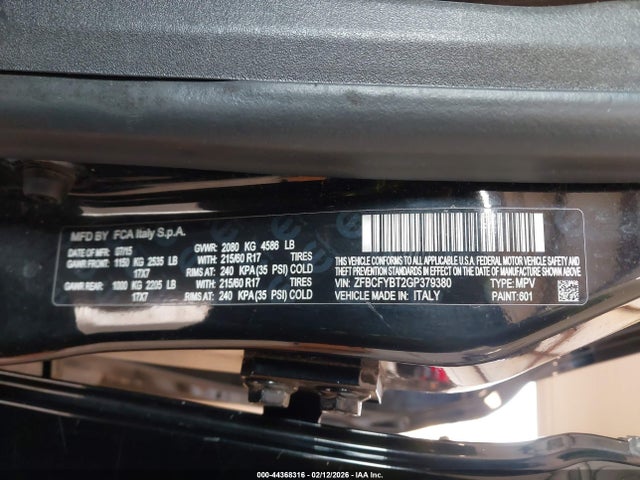 MFD BY FCA Italy S.p.A.
DATE OF MFR: 07/15 GVWR: 2080 KG 4586 LB
GAWR FRONT: 1150 KG 2535 LB WITH 215/60 R17 TIRES
17X7 RIMS AT: 240 KPA(35 PSI) COLD
GAWR REAR: 1000 KG 2205 LB WITH: 215/60 R17 TIRES
17X7 RIMS AT: 240 KPA(35 PSI) COLD
THIS VEHICLE CONFORMS TO ALL APPLICABLE U.S.A. FEDERAL MOTOR VEHICLE SAFETY
AND THEFT PREVENTION STANDARDS IN EFFECT ON THE DATE OF MANUFACTURE SHOWN ABOVE.
VIN: ZFBCFYBT2GP379380 TYPE: MPV
VEHICLE MADE IN: ITALY PAINT: 601
000-44368316 - 02/12/2026 - IAA Inc.